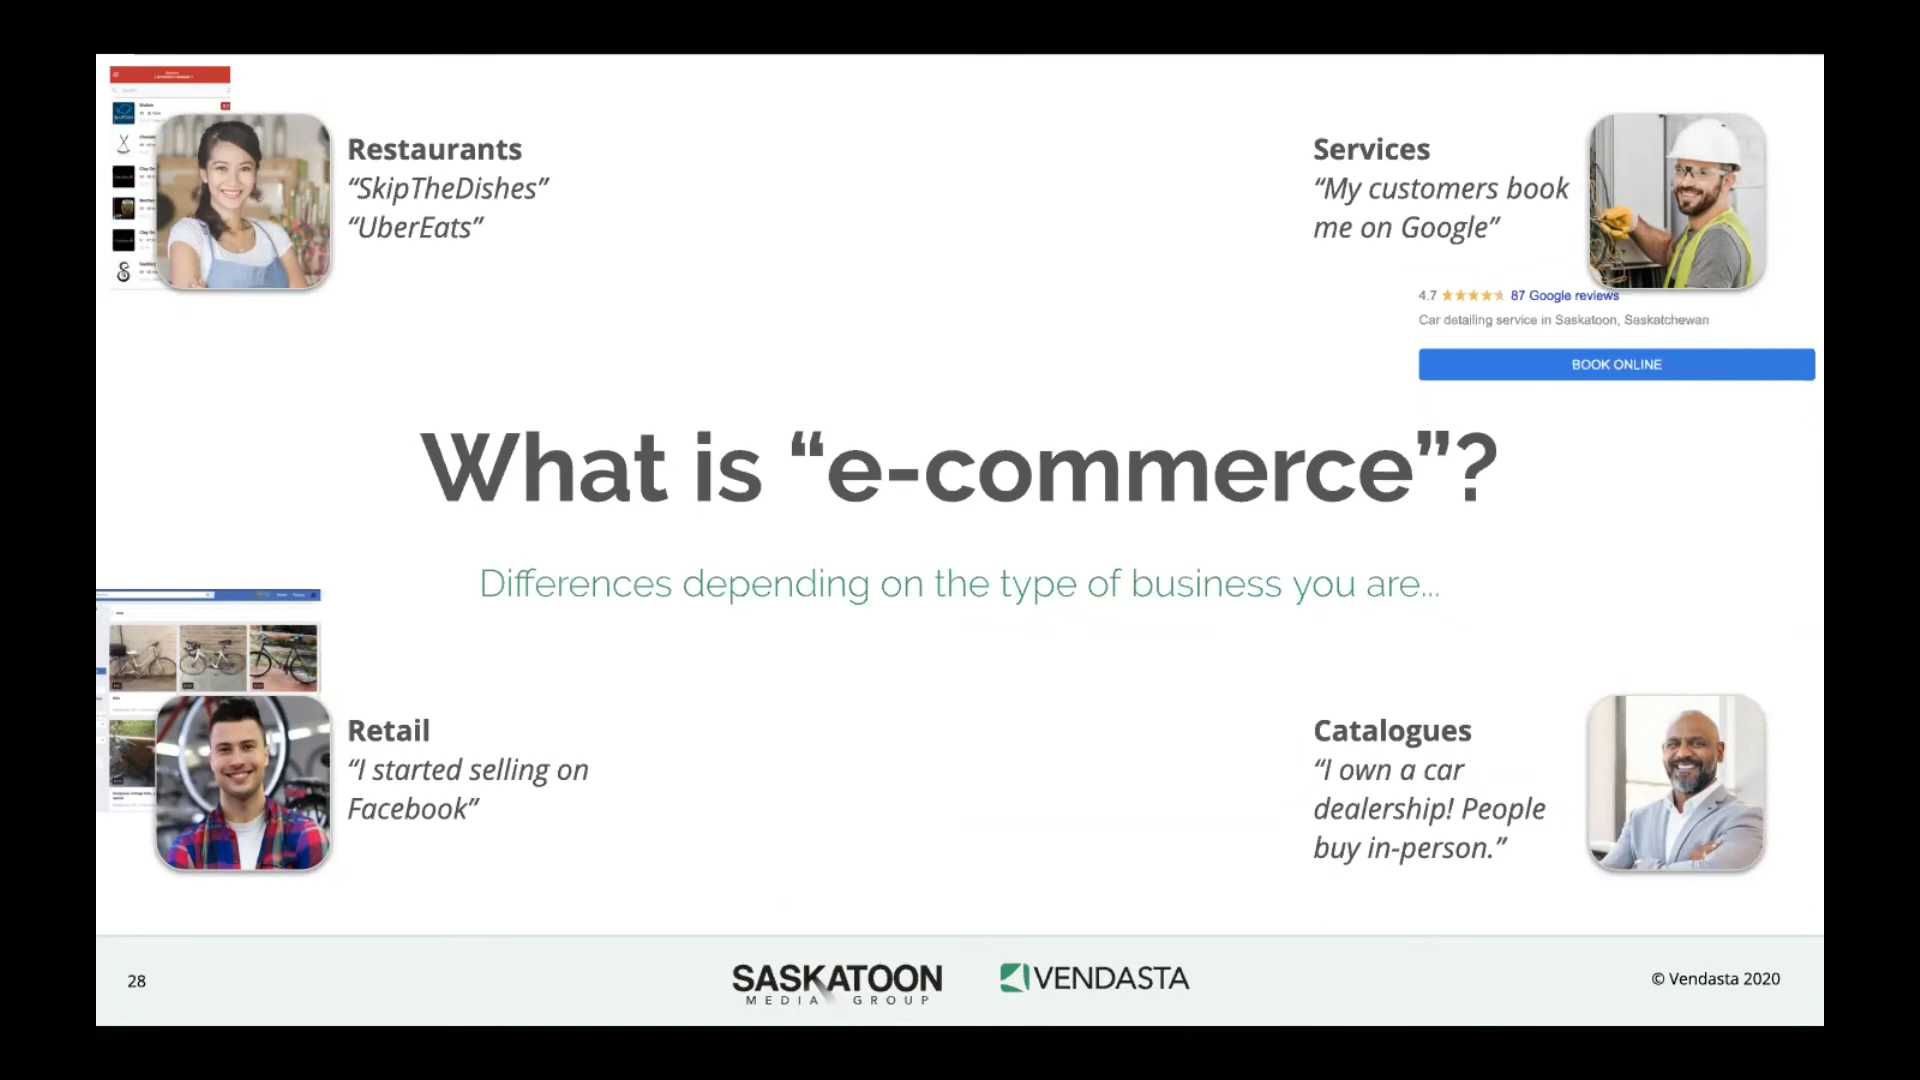 Restaurants
“SkipTheDishes”
“UberEats”
Services
“My customers book
me on Google”
4.7 87 Google reviews
Car detailing service in Saskatoon, Saskatchewan
BOOK ONLINE
What is “e-commerce”?
Differences depending on the type of business you are...
Retail
“I started selling on
Facebook”
Catalogues
“I own a car
dealership! People
buy in-person.”
28
SASKATOON
MEDIA GROUP
VENDASTA
© Vendasta 2020